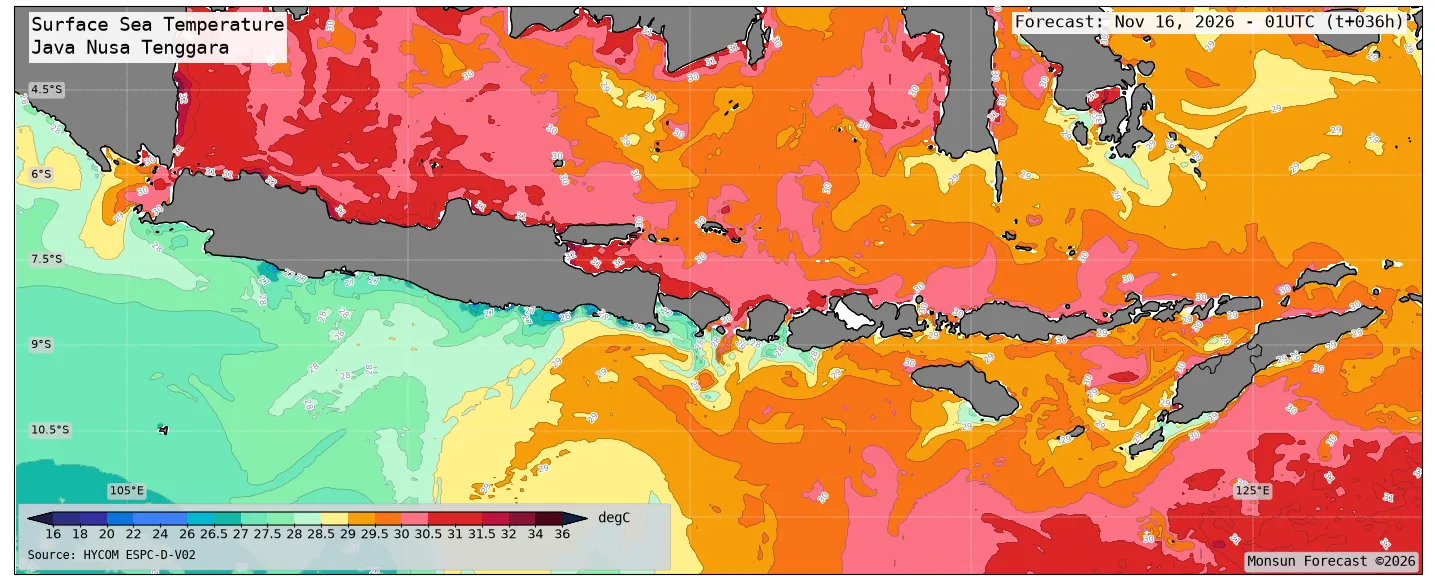 Surface Sea Temperature
Java Nusa Tenggara
Forecast: Nov 16, 2026 - 01UTC (t+036h)
4.5°S
6°S
7.5°S
9°S
10.5°S
105°E
125°E
degC
16 18 20 22 24 26 26.5 27 27.5 28 28.5 29 29.5 30 30.5 31 31.5 32 34 36
Source: HYCOM ESPC-D-V02
Monsun Forecast ©2026